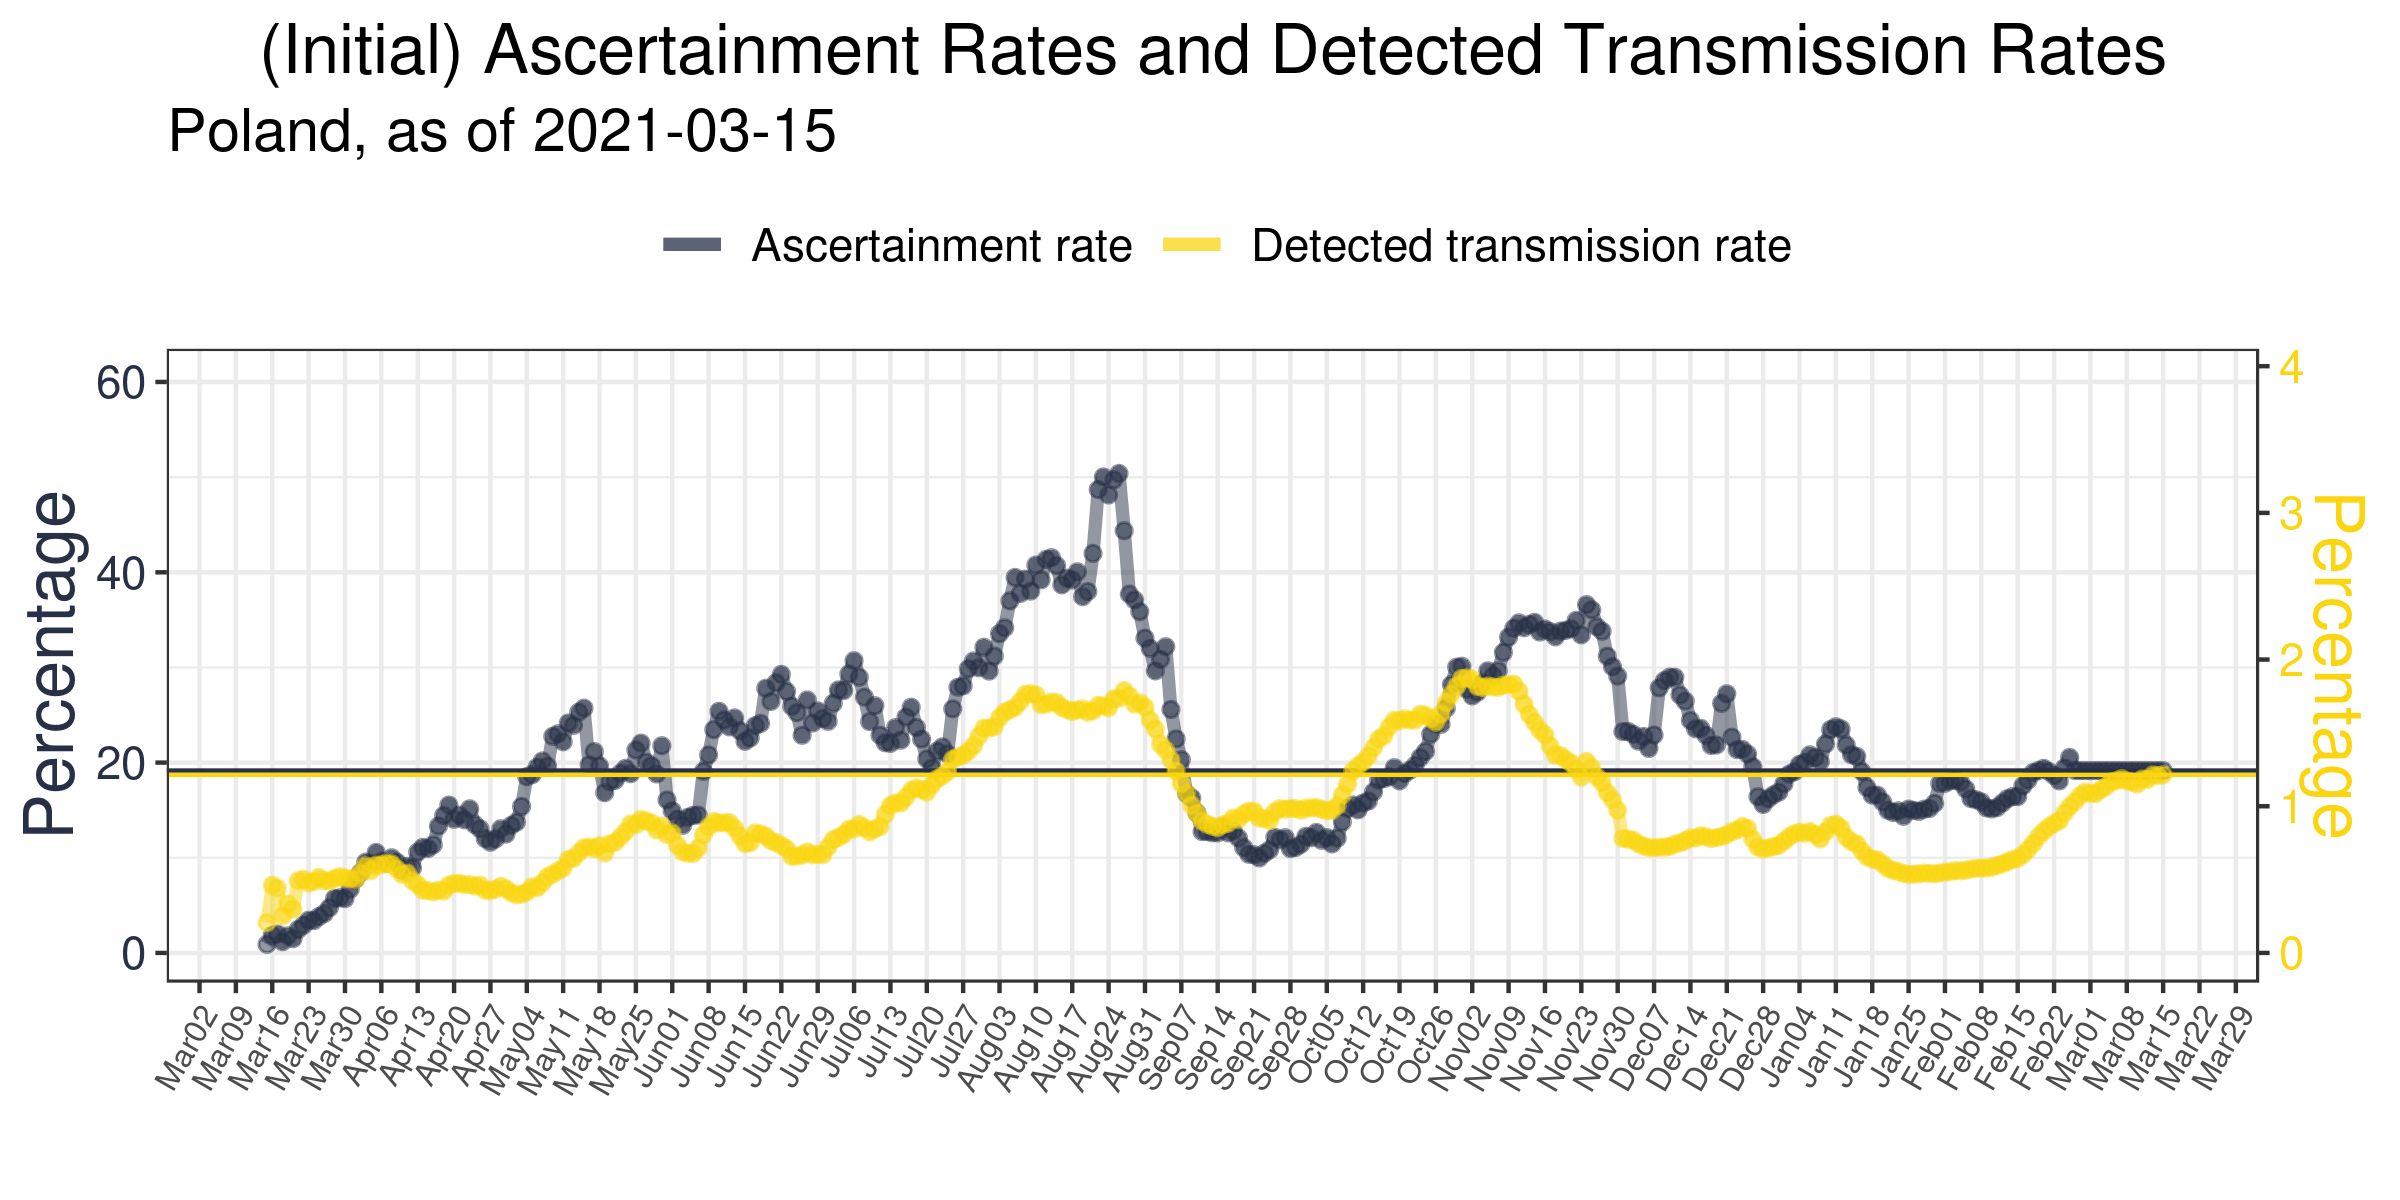 (Initial) Ascertainment Rates and Detected Transmission Rates
Poland, as of 2021-03-15
Ascertainment rate Detected transmission rate
Percentage
60
40
20
0
4
3
2
1
0
Percentage
Mar02 Mar09 Mar16 Mar23 Mar30 Apr06 Apr13 Apr20 Apr27 May04 May11 May18 May25 Jun01 Jun08 Jun15 Jun22 Jun29 Jul06 Jul13 Jul20 Jul27 Aug03 Aug10 Aug17 Aug24 Aug31 Sep07 Sep14 Sep21 Sep28 Oct05 Oct12 Oct19 Oct26 Nov02 Nov09 Nov16 Nov23 Nov30 Dec07 Dec14 Dec21 Dec28 Jan04 Jan11 Jan18 Jan25 Feb01 Feb08 Feb15 Feb22 Mar01 Mar08 Mar15 Mar22 Mar29